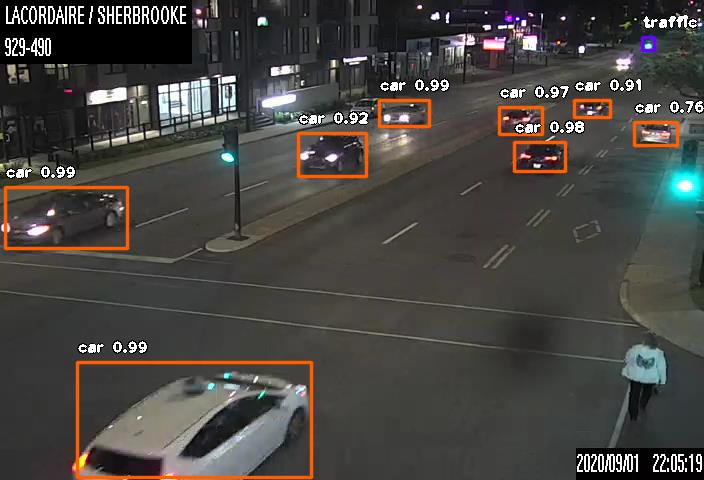 LACORDAIRE / SHERBROOKE
929-490
traffic
car 0.99
car 0.97
car 0.91
car 0.76
car 0.92
car 0.98
car 0.99
car 0.99
2020/09/01 22:05:19